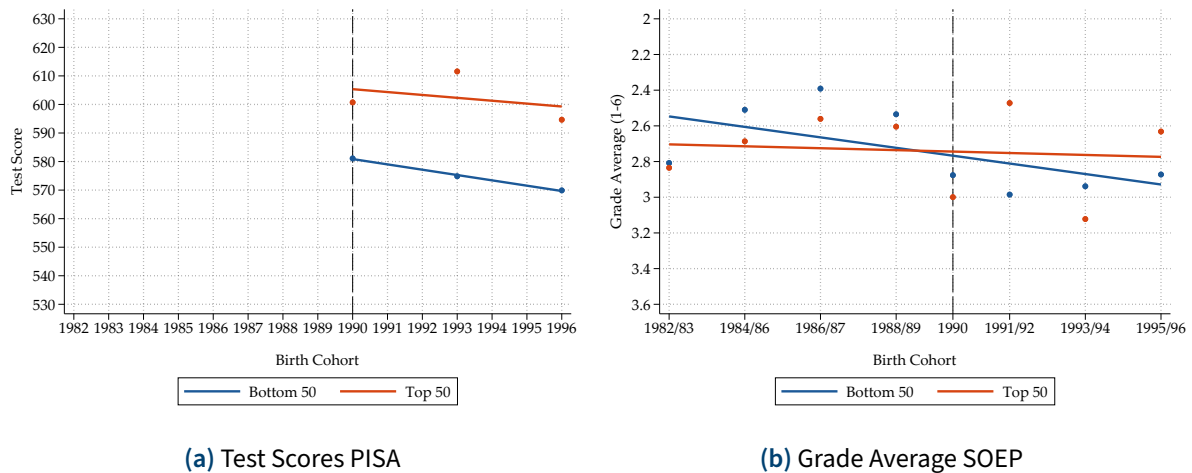 630
620
610
600
590
580
570
560
550
540
530
Test Score
1982 1983 1984 1985 1986 1987 1988 1989 1990 1991 1992 1993 1994 1995 1996
Birth Cohort
Bottom 50 Top 50
(a) Test Scores PISA
2
2.2
2.4
2.6
2.8
3
3.2
3.4
3.6
Grade Average (1-6)
1982/83 1984/86 1986/87 1988/89 1990 1991/92 1993/94 1995/96
Birth Cohort
Bottom 50 Top 50
(b) Grade Average SOEP